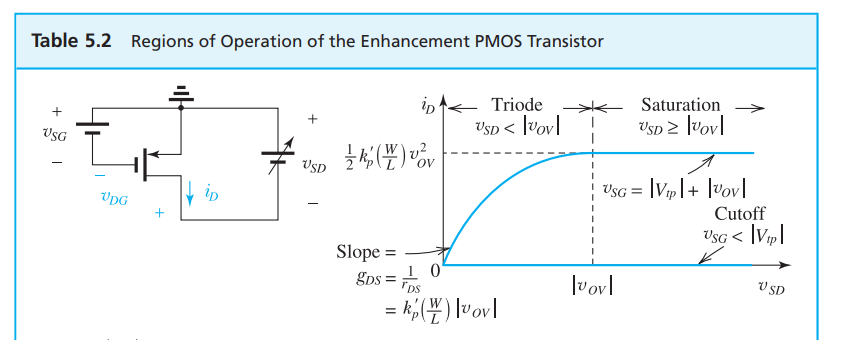 Table 5.2 Regions of Operation of the Enhancement PMOS Transistor
+
v_SG
−
−
v_DG
+
i_D
+
v_SD
−
i_D
Triode
v_SD < |v_OV|
Saturation
v_SD ≥ |v_OV|
½ k′_p (W/L) v²_OV
v_SG = |V_tp| + |v_OV|
Cutoff
v_SG < |V_tp|
Slope =
g_DS = 1/r_DS
= k′_p (W/L) |v_OV|
0
|v_OV|
v_SD